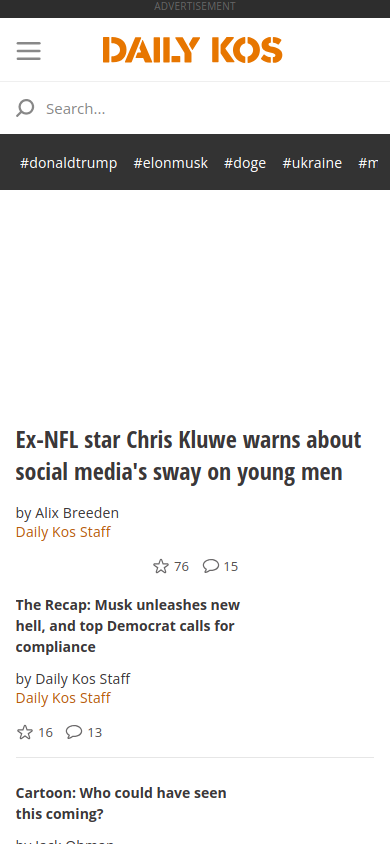 ADVERTISEMENT
DAILY KOS
Search...
#donaldtrump #elonmusk #doge #ukraine #m
Ex-NFL star Chris Kluwe warns about
social media's sway on young men
by Alix Breeden
Daily Kos Staff
76 15
The Recap: Musk unleashes new
hell, and top Democrat calls for
compliance
by Daily Kos Staff
Daily Kos Staff
16 13
Cartoon: Who could have seen
this coming?
by Jack Ohman